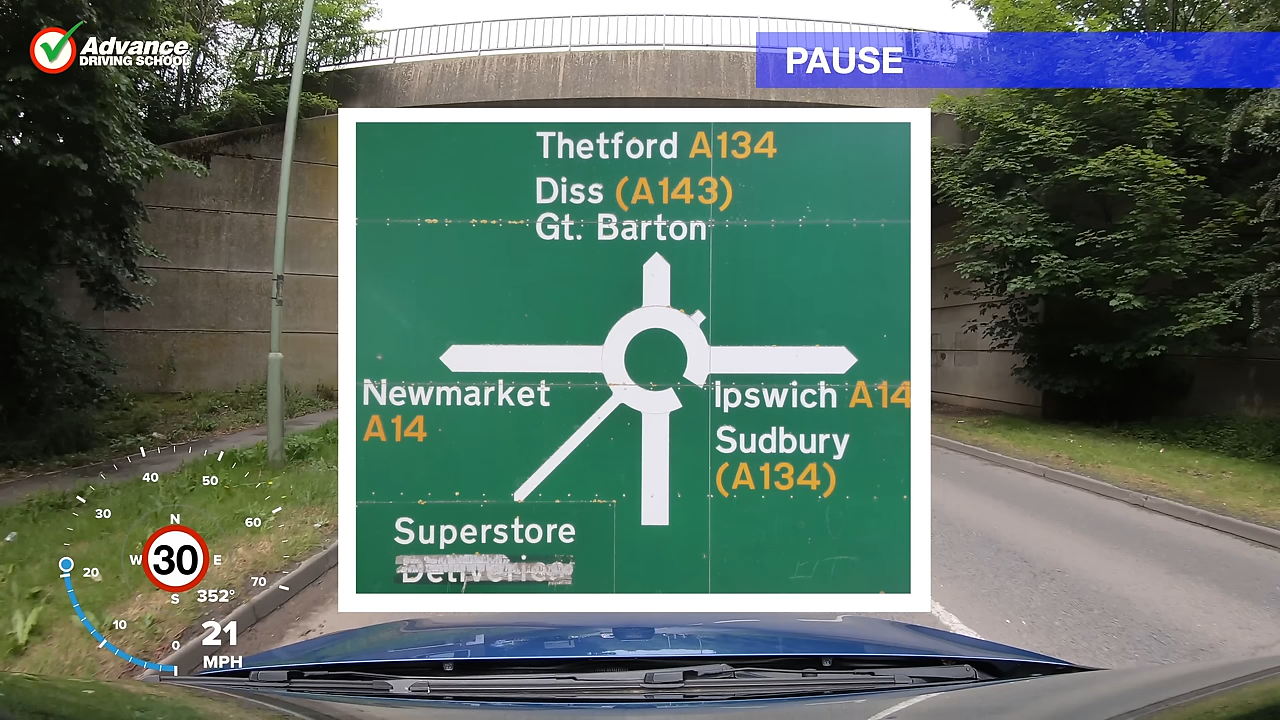 Advance
DRIVING SCHOOL
PAUSE
Thetford A134
Diss (A143)
Gt. Barton
Newmarket
A14
Ipswich A14
Sudbury
(A134)
Superstore
Deliveries
0
10
20
30
40
50
60
70
N
W
E
S
30
352°
21
MPH